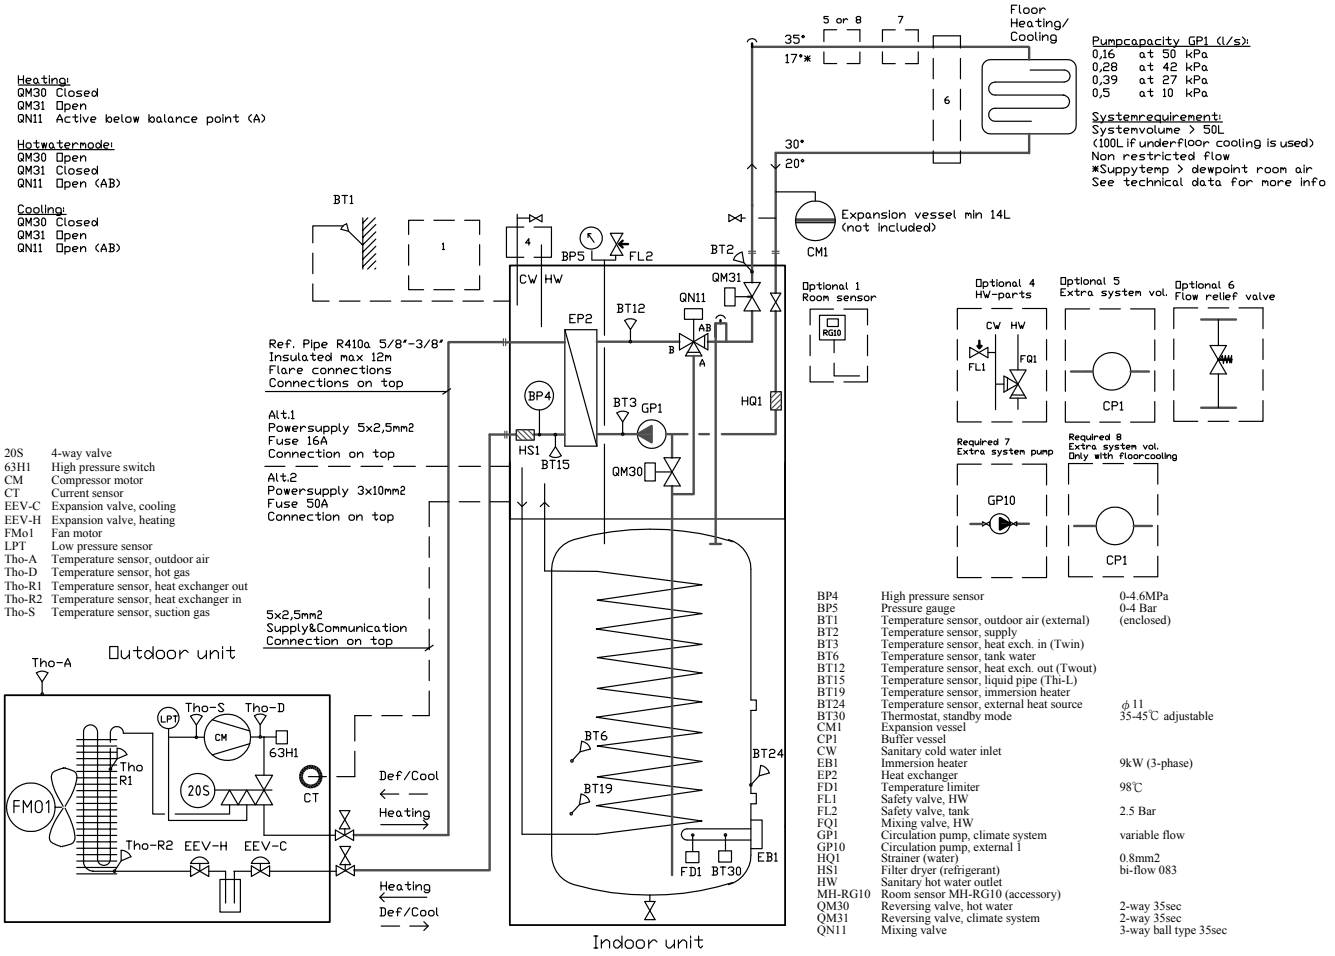 Heating:
QM30 Closed
QM31 Open
QN11 Active below balance point (A)
Hotwatermode:
QM30 Open
QM31 Closed
QN11 Open (AB)
Cooling:
QM30 Closed
QM31 Open
QN11 Open (AB)
BT1
1
4
CW HW
BP5
FL2
5 or 8
7
35°
17°*
6
30°
20°
Floor
Heating/
Cooling
Pumpcapacity GP1 (l/s):
0,16 at 50 kPa
0,28 at 42 kPa
0,39 at 27 kPa
0,5 at 10 kPa
Systemrequirement:
Systemvolume > 50L
(100L if underfloor cooling is used)
Non restricted flow
*Suppytemp > dewpoint room air
See technical data for more info
Expansion vessel min 14L
(not included)
CM1
BT2
QM31
QN11
AB
B
A
BT12
EP2
BP4
HS1
BT15
BT3
GP1
HQ1
QM30
Ref. Pipe R410a 5/8"-3/8"
Insulated max 12m
Flare connections
Connections on top
Alt.1
Powersupply 5x2,5mm2
Fuse 16A
Connection on top
Alt.2
Powersupply 3x10mm2
Fuse 50A
Connection on top
5x2,5mm2
Supply&Communication
Connection on top
Optional 1
Room sensor
RG10
Optional 4
HW-parts
CW HW
FL1
FQ1
Optional 5
Extra system vol.
CP1
Optional 6
Flow relief valve
Required 7
Extra system pump
GP10
Required 8
Extra system vol.
Only with floorcooling
CP1
20S 4-way valve
63H1 High pressure switch
CM Compressor motor
CT Current sensor
EEV-C Expansion valve, cooling
EEV-H Expansion valve, heating
FMo1 Fan motor
LPT Low pressure sensor
Tho-A Temperature sensor, outdoor air
Tho-D Temperature sensor, hot gas
Tho-R1 Temperature sensor, heat exchanger out
Tho-R2 Temperature sensor, heat exchanger in
Tho-S Temperature sensor, suction gas
Outdoor unit
Tho-A
LPT
Tho-S
Tho-D
CM
63H1
Tho
R1
20S
FMO1
CT
Tho-R2
EEV-H
EEV-C
Def/Cool
Heating
Heating
Def/Cool
BT6
BT19
BT24
FD1
BT30
EB1
Indoor unit
BP4 High pressure sensor 0-4.6MPa
BP5 Pressure gauge 0-4 Bar
BT1 Temperature sensor, outdoor air (external) (enclosed)
BT2 Temperature sensor, supply
BT3 Temperature sensor, heat exch. in (Twin)
BT6 Temperature sensor, tank water
BT12 Temperature sensor, heat exch. out (Twout)
BT15 Temperature sensor, liquid pipe (Thi-L)
BT19 Temperature sensor, immersion heater
BT24 Temperature sensor, external heat source ϕ 11
BT30 Thermostat, standby mode 35-45℃ adjustable
CM1 Expansion vessel
CP1 Buffer vessel
CW Sanitary cold water inlet
EB1 Immersion heater 9kW (3-phase)
EP2 Heat exchanger
FD1 Temperature limiter 98℃
FL1 Safety valve, HW
FL2 Safety valve, tank 2.5 Bar
FQ1 Mixing valve, HW
GP1 Circulation pump, climate system variable flow
GP10 Circulation pump, external 1
HQ1 Strainer (water) 0.8mm2
HS1 Filter dryer (refrigerant) bi-flow 083
HW Sanitary hot water outlet
MH-RG10 Room sensor MH-RG10 (accessory)
QM30 Reversing valve, hot water 2-way 35sec
QM31 Reversing valve, climate system 2-way 35sec
QN11 Mixing valve 3-way ball type 35sec